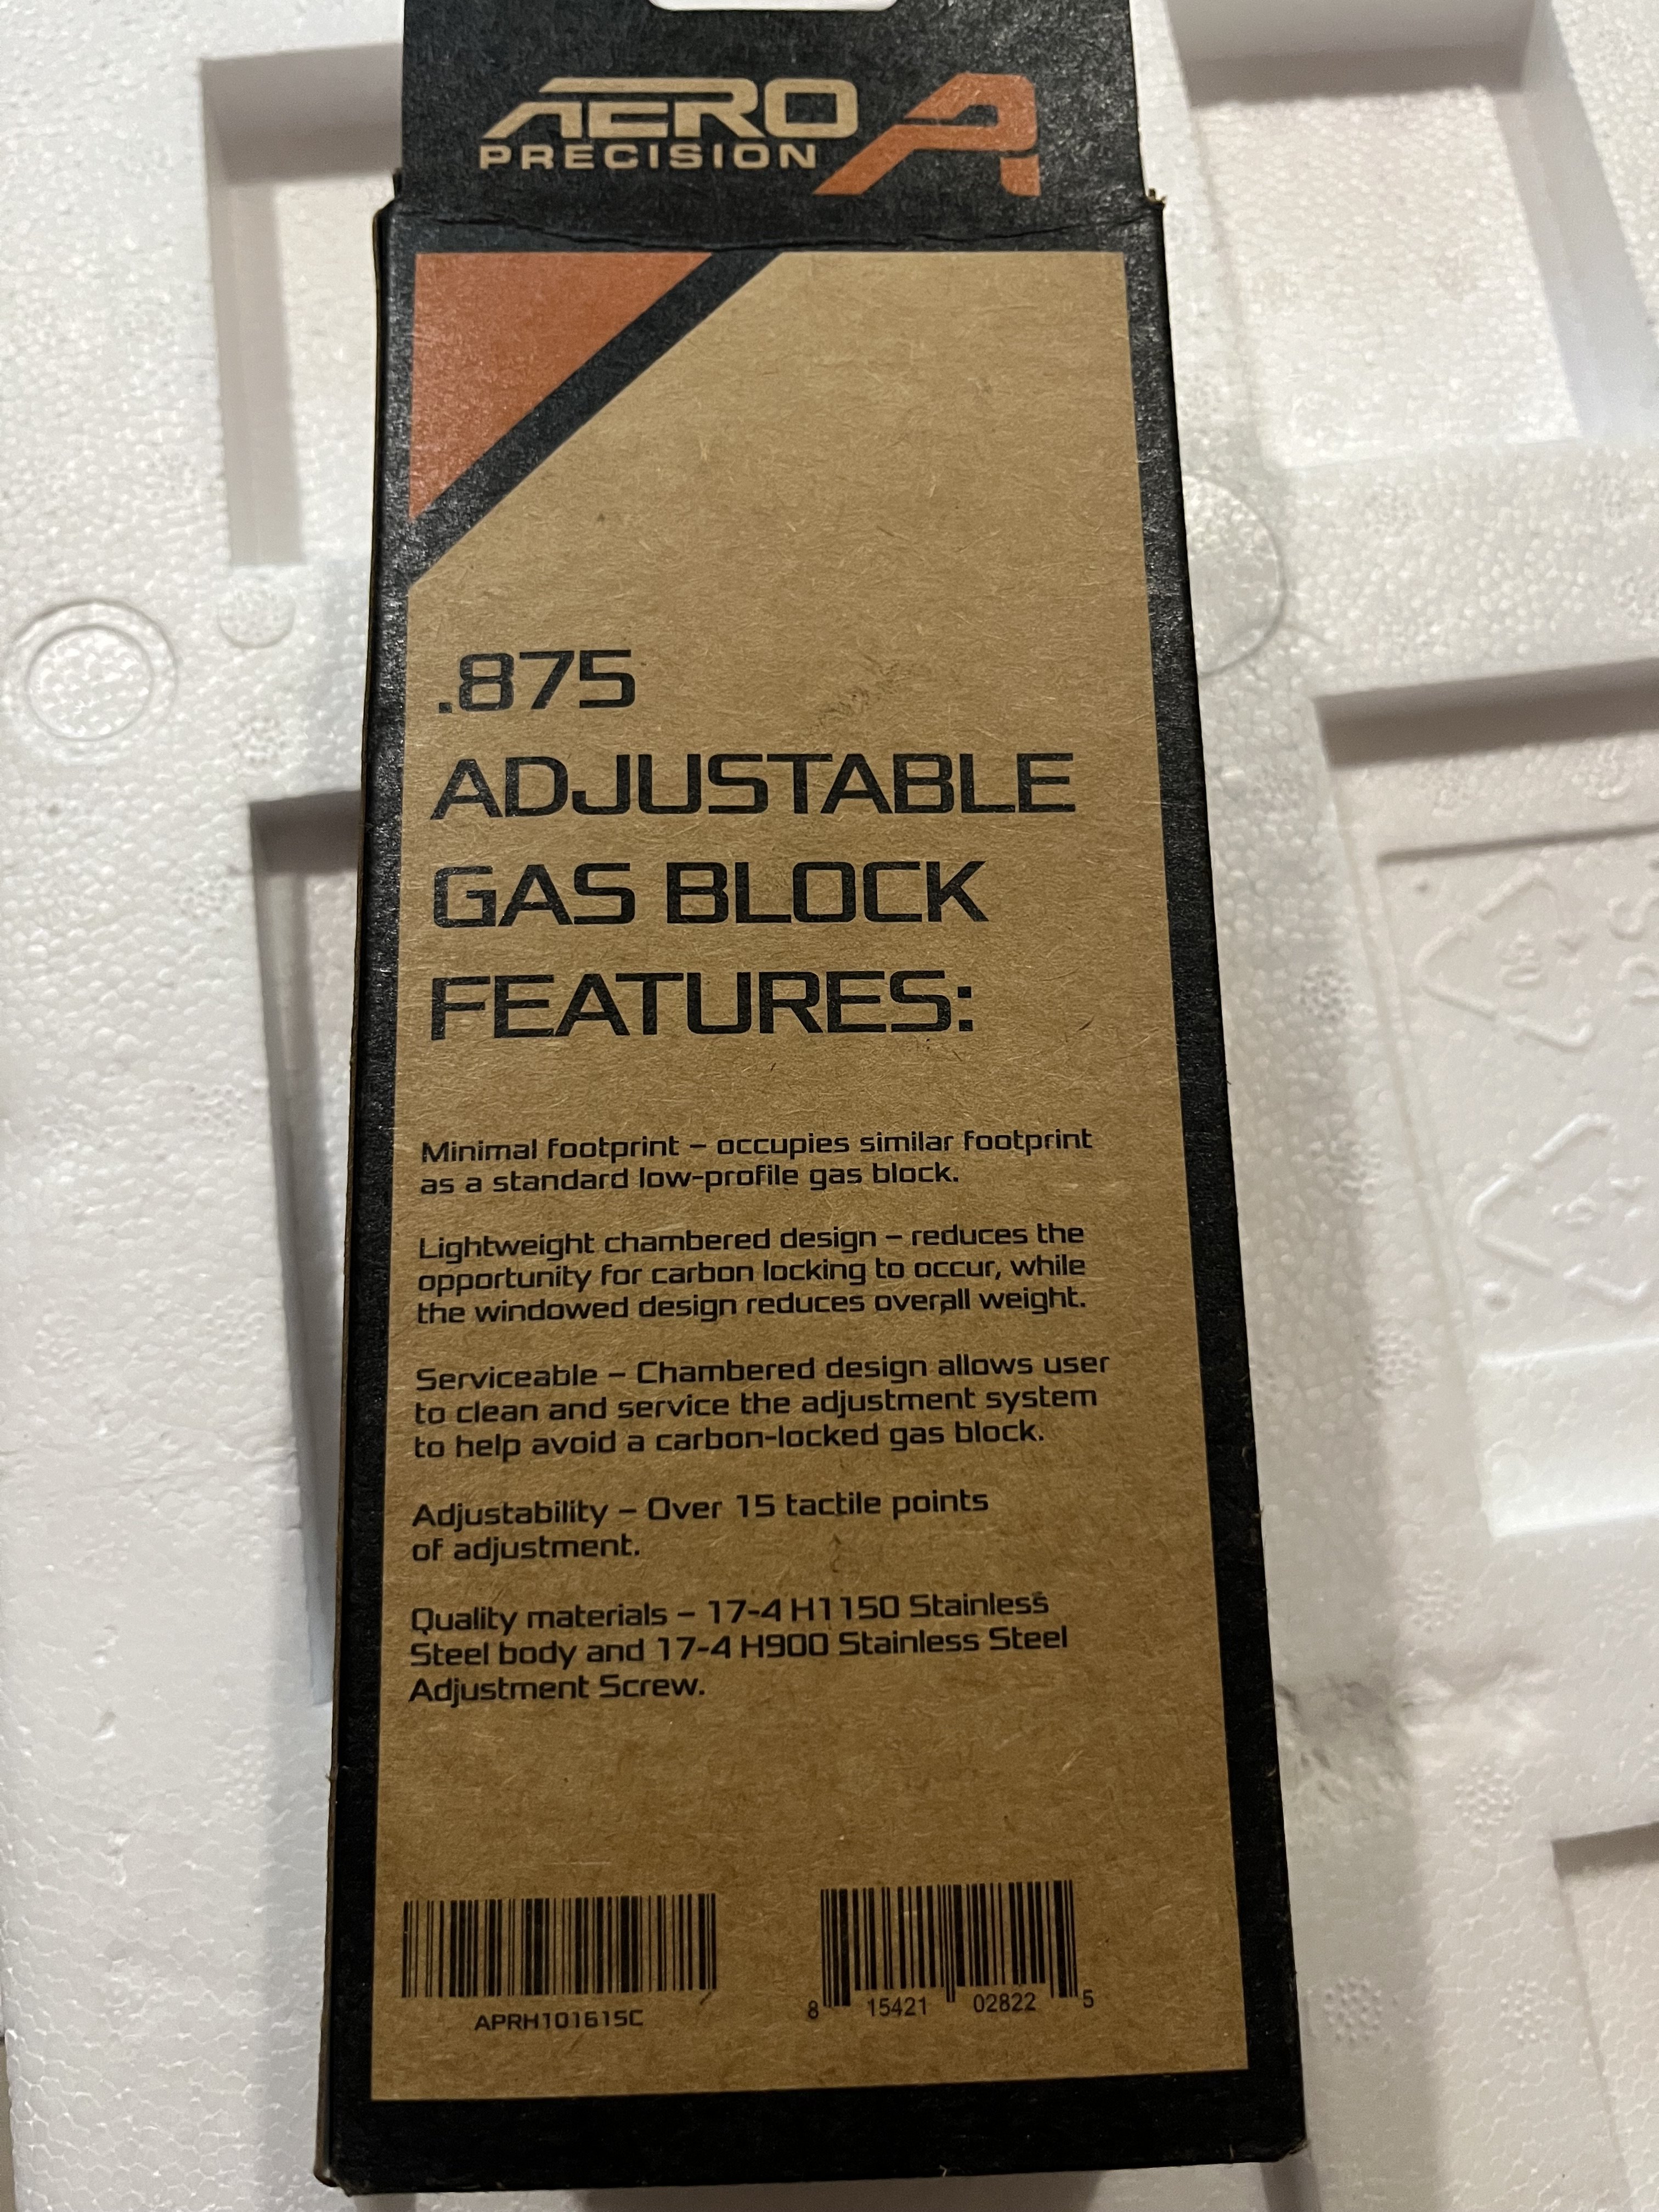 AERO
PRECISION
.875
ADJUSTABLE
GAS BLOCK
FEATURES:
Minimal footprint – occupies similar footprint
as a standard low-profile gas block.
Lightweight chambered design – reduces the
opportunity for carbon locking to occur, while
the windowed design reduces overall weight.
Serviceable – Chambered design allows user
to clean and service the adjustment system
to help avoid a carbon-locked gas block.
Adjustability – Over 15 tactile points
of adjustment.
Quality materials – 17-4 H1150 Stainless
Steel body and 17-4 H900 Stainless Steel
Adjustment Screw.
APRH101615C
8 15421 02822 5